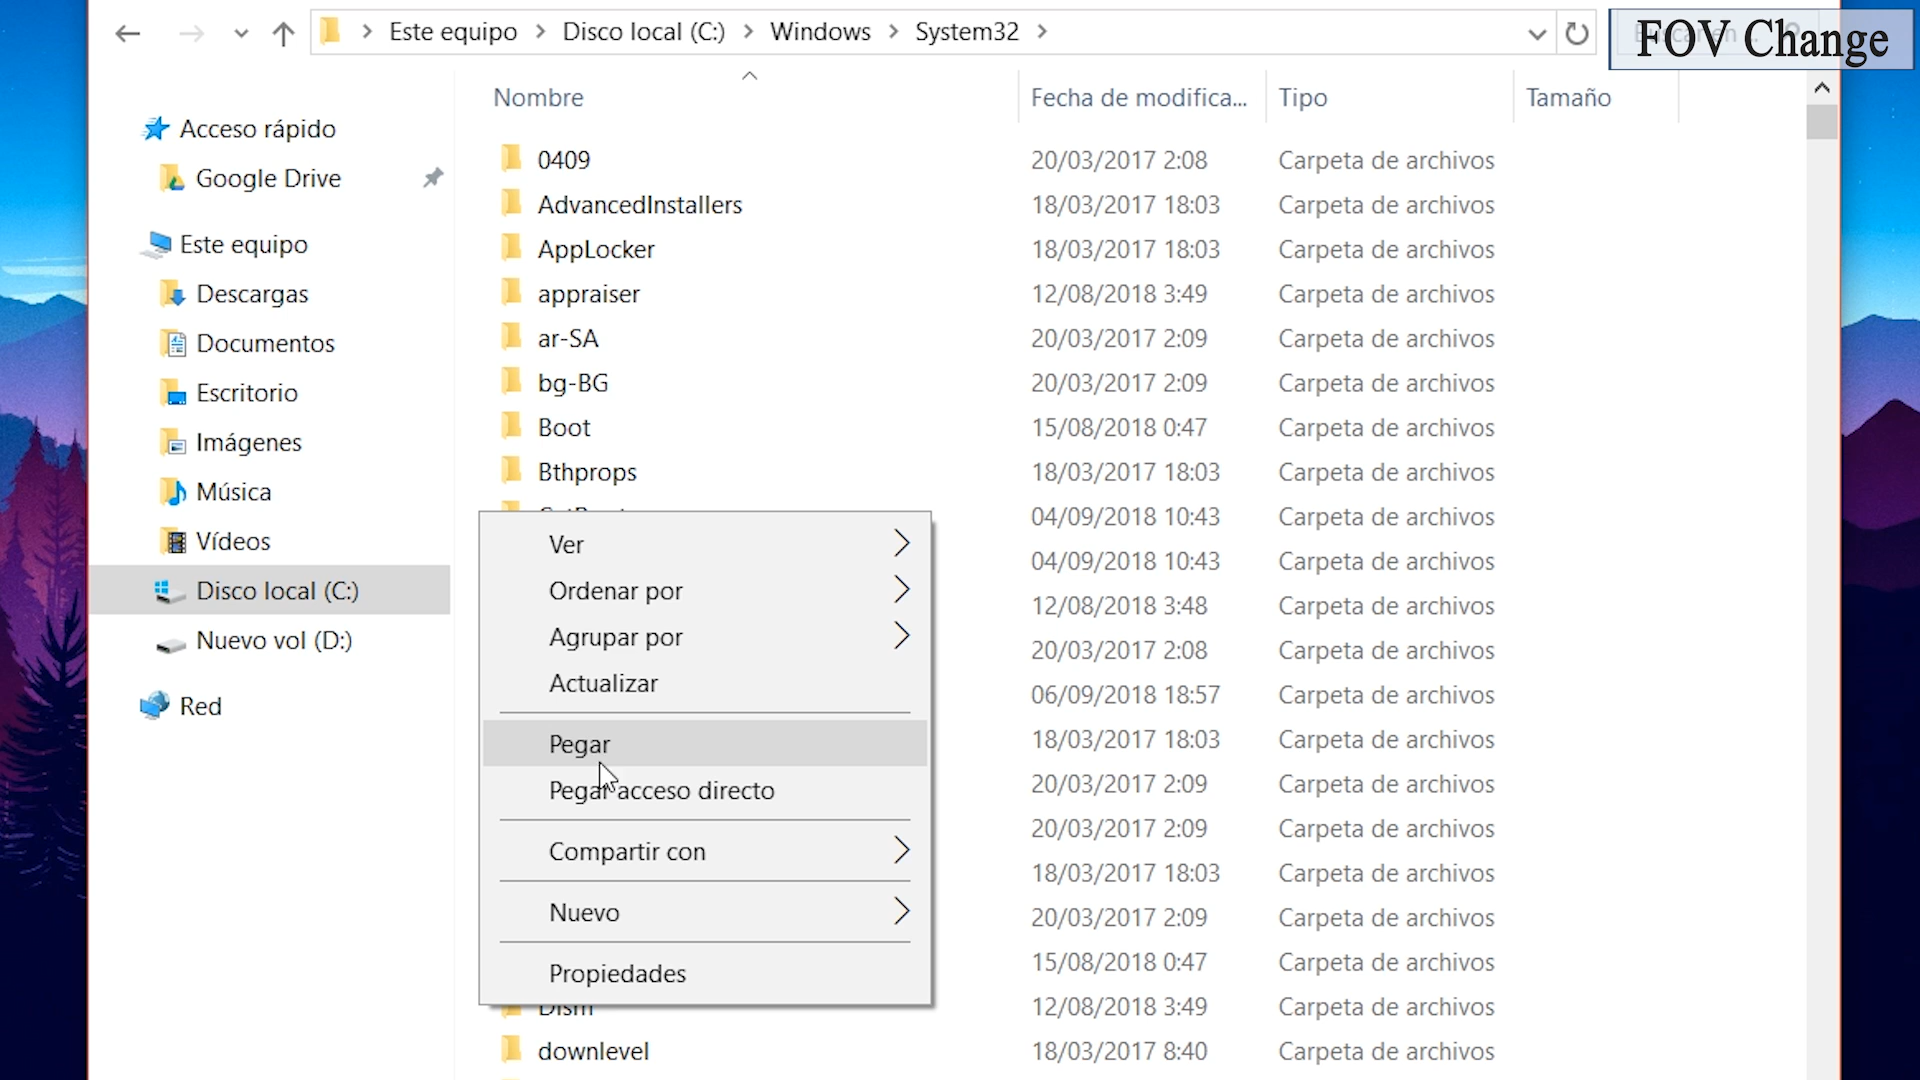 Este equipo > Disco local (C:) > Windows > System32 >
FOV Change
Nombre Fecha de modifica... Tipo Tamaño
Acceso rápido
Google Drive
Este equipo
Descargas
Documentos
Escritorio
Imágenes
Música
Vídeos
Disco local (C:)
Nuevo vol (D:)
Red
0409 20/03/2017 2:08 Carpeta de archivos
AdvancedInstallers 18/03/2017 18:03 Carpeta de archivos
AppLocker 18/03/2017 18:03 Carpeta de archivos
appraiser 12/08/2018 3:49 Carpeta de archivos
ar-SA 20/03/2017 2:09 Carpeta de archivos
bg-BG 20/03/2017 2:09 Carpeta de archivos
Boot 15/08/2018 0:47 Carpeta de archivos
Bthprops 18/03/2017 18:03 Carpeta de archivos
04/09/2018 10:43 Carpeta de archivos
04/09/2018 10:43 Carpeta de archivos
12/08/2018 3:48 Carpeta de archivos
20/03/2017 2:08 Carpeta de archivos
06/09/2018 18:57 Carpeta de archivos
18/03/2017 18:03 Carpeta de archivos
20/03/2017 2:09 Carpeta de archivos
20/03/2017 2:09 Carpeta de archivos
18/03/2017 18:03 Carpeta de archivos
20/03/2017 2:09 Carpeta de archivos
15/08/2018 0:47 Carpeta de archivos
Dism 12/08/2018 3:49 Carpeta de archivos
downlevel 18/03/2017 8:40 Carpeta de archivos
Ver
Ordenar por
Agrupar por
Actualizar
Pegar
Pegar acceso directo
Compartir con
Nuevo
Propiedades